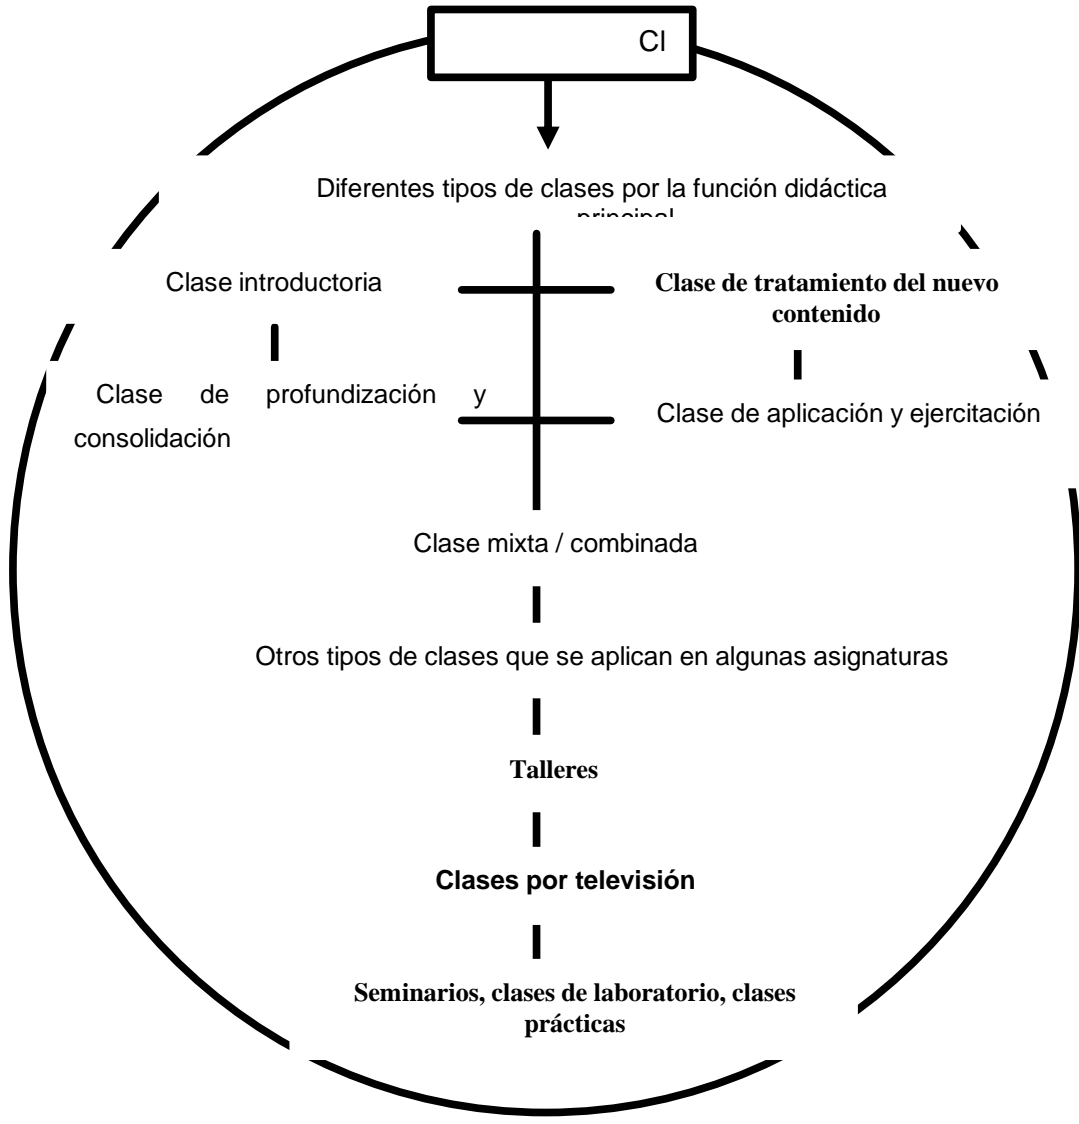 Cl
Diferentes tipos de clases por la función didáctica
principal
Clase introductoria
Clase de tratamiento del nuevo
contenido
Clase de profundización y
consolidación
Clase de aplicación y ejercitación
Clase mixta / combinada
Otros tipos de clases que se aplican en algunas asignaturas
Talleres
Clases por televisión
Seminarios, clases de laboratorio, clases
prácticas